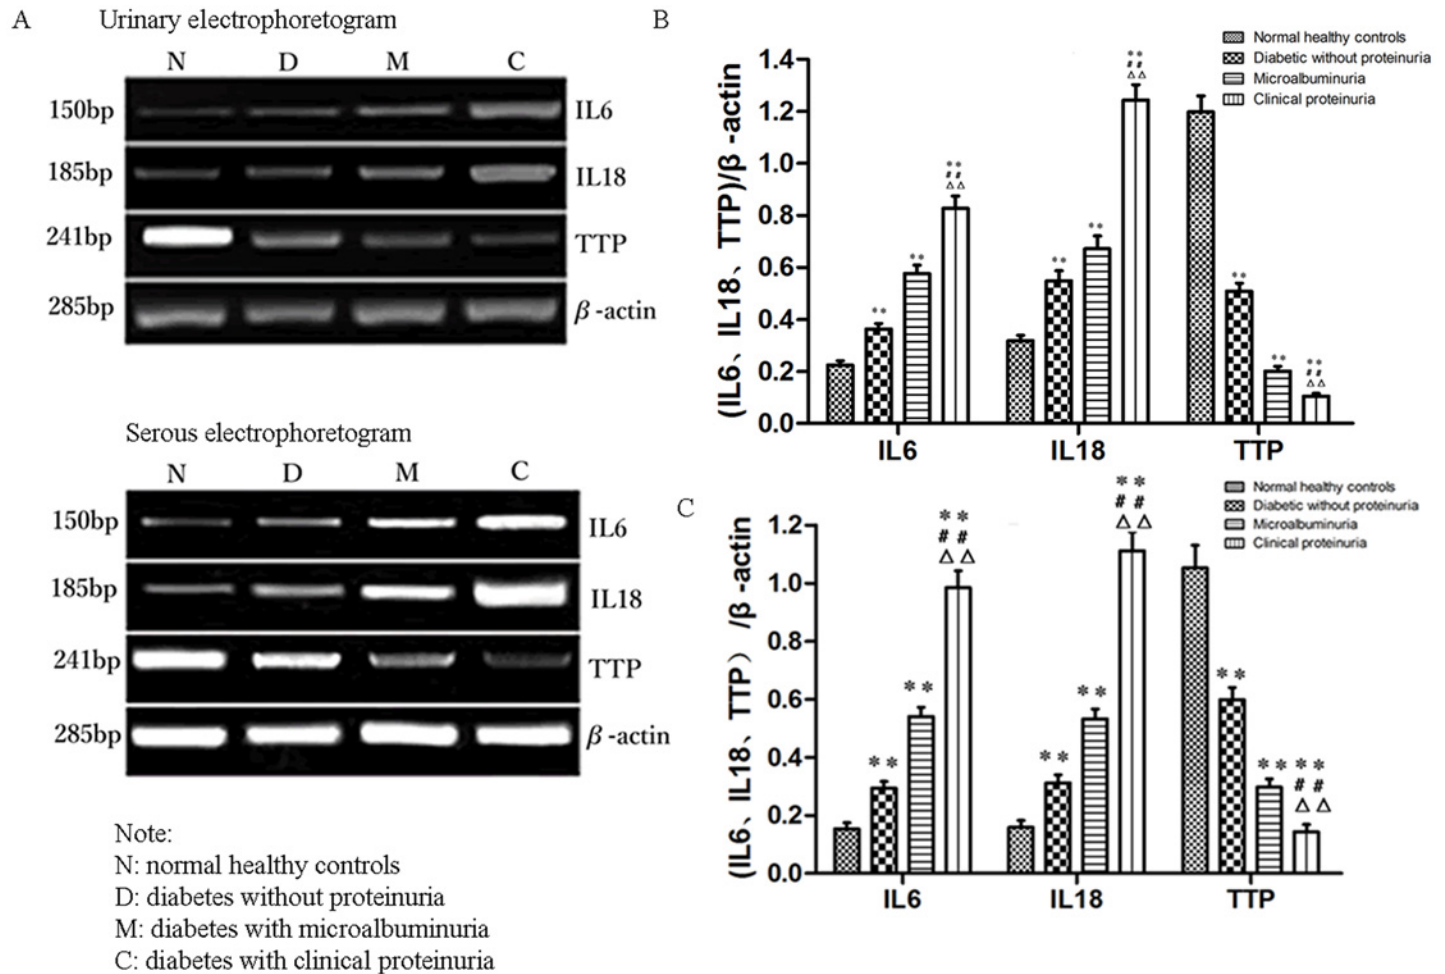 A
Urinary electrophoretogram
N D M C
150bp IL6
185bp IL18
241bp TTP
285bp β-actin
Serous electrophoretogram
N D M C
150bp IL6
185bp IL18
241bp TTP
285bp β-actin
Note:
N: normal healthy controls
D: diabetes without proteinuria
M: diabetes with microalbuminuria
C: diabetes with clinical proteinuria
B
Normal healthy controls
Diabetic without proteinuria
Microalbuminuria
Clinical proteinuria
(IL6、IL18、TTP)/β -actin
1.4
1.2
1.0
0.8
0.6
0.4
0.2
0.0
** ** ** ## △△
** ** ** ## △△
** ** ** ## △△
IL6 IL18 TTP
C
Normal healthy controls
Diabetic without proteinuria
Microalbuminuria
Clinical proteinuria
(IL6、IL18、TTP）/β -actin
1.2
1.0
0.8
0.6
0.4
0.2
0.0
** ** ** ## △△
** ** ** ## △△
** ** ** ## △△
IL6 IL18 TTP